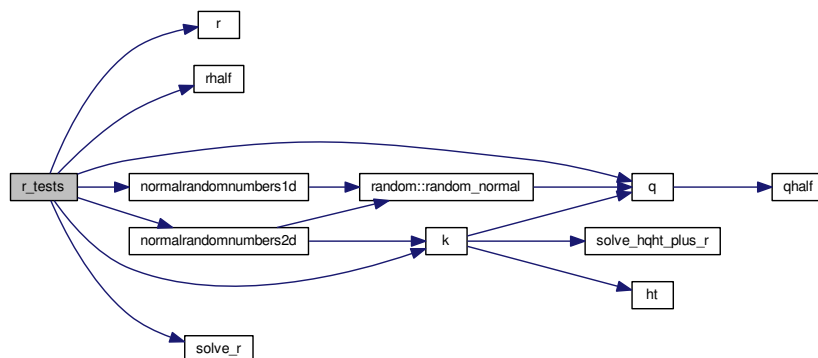 r
rhalf
r_tests
normalrandomnumbers1d
random::random_normal
q
qhalf
normalrandomnumbers2d
k
solve_hqht_plus_r
ht
solve_r